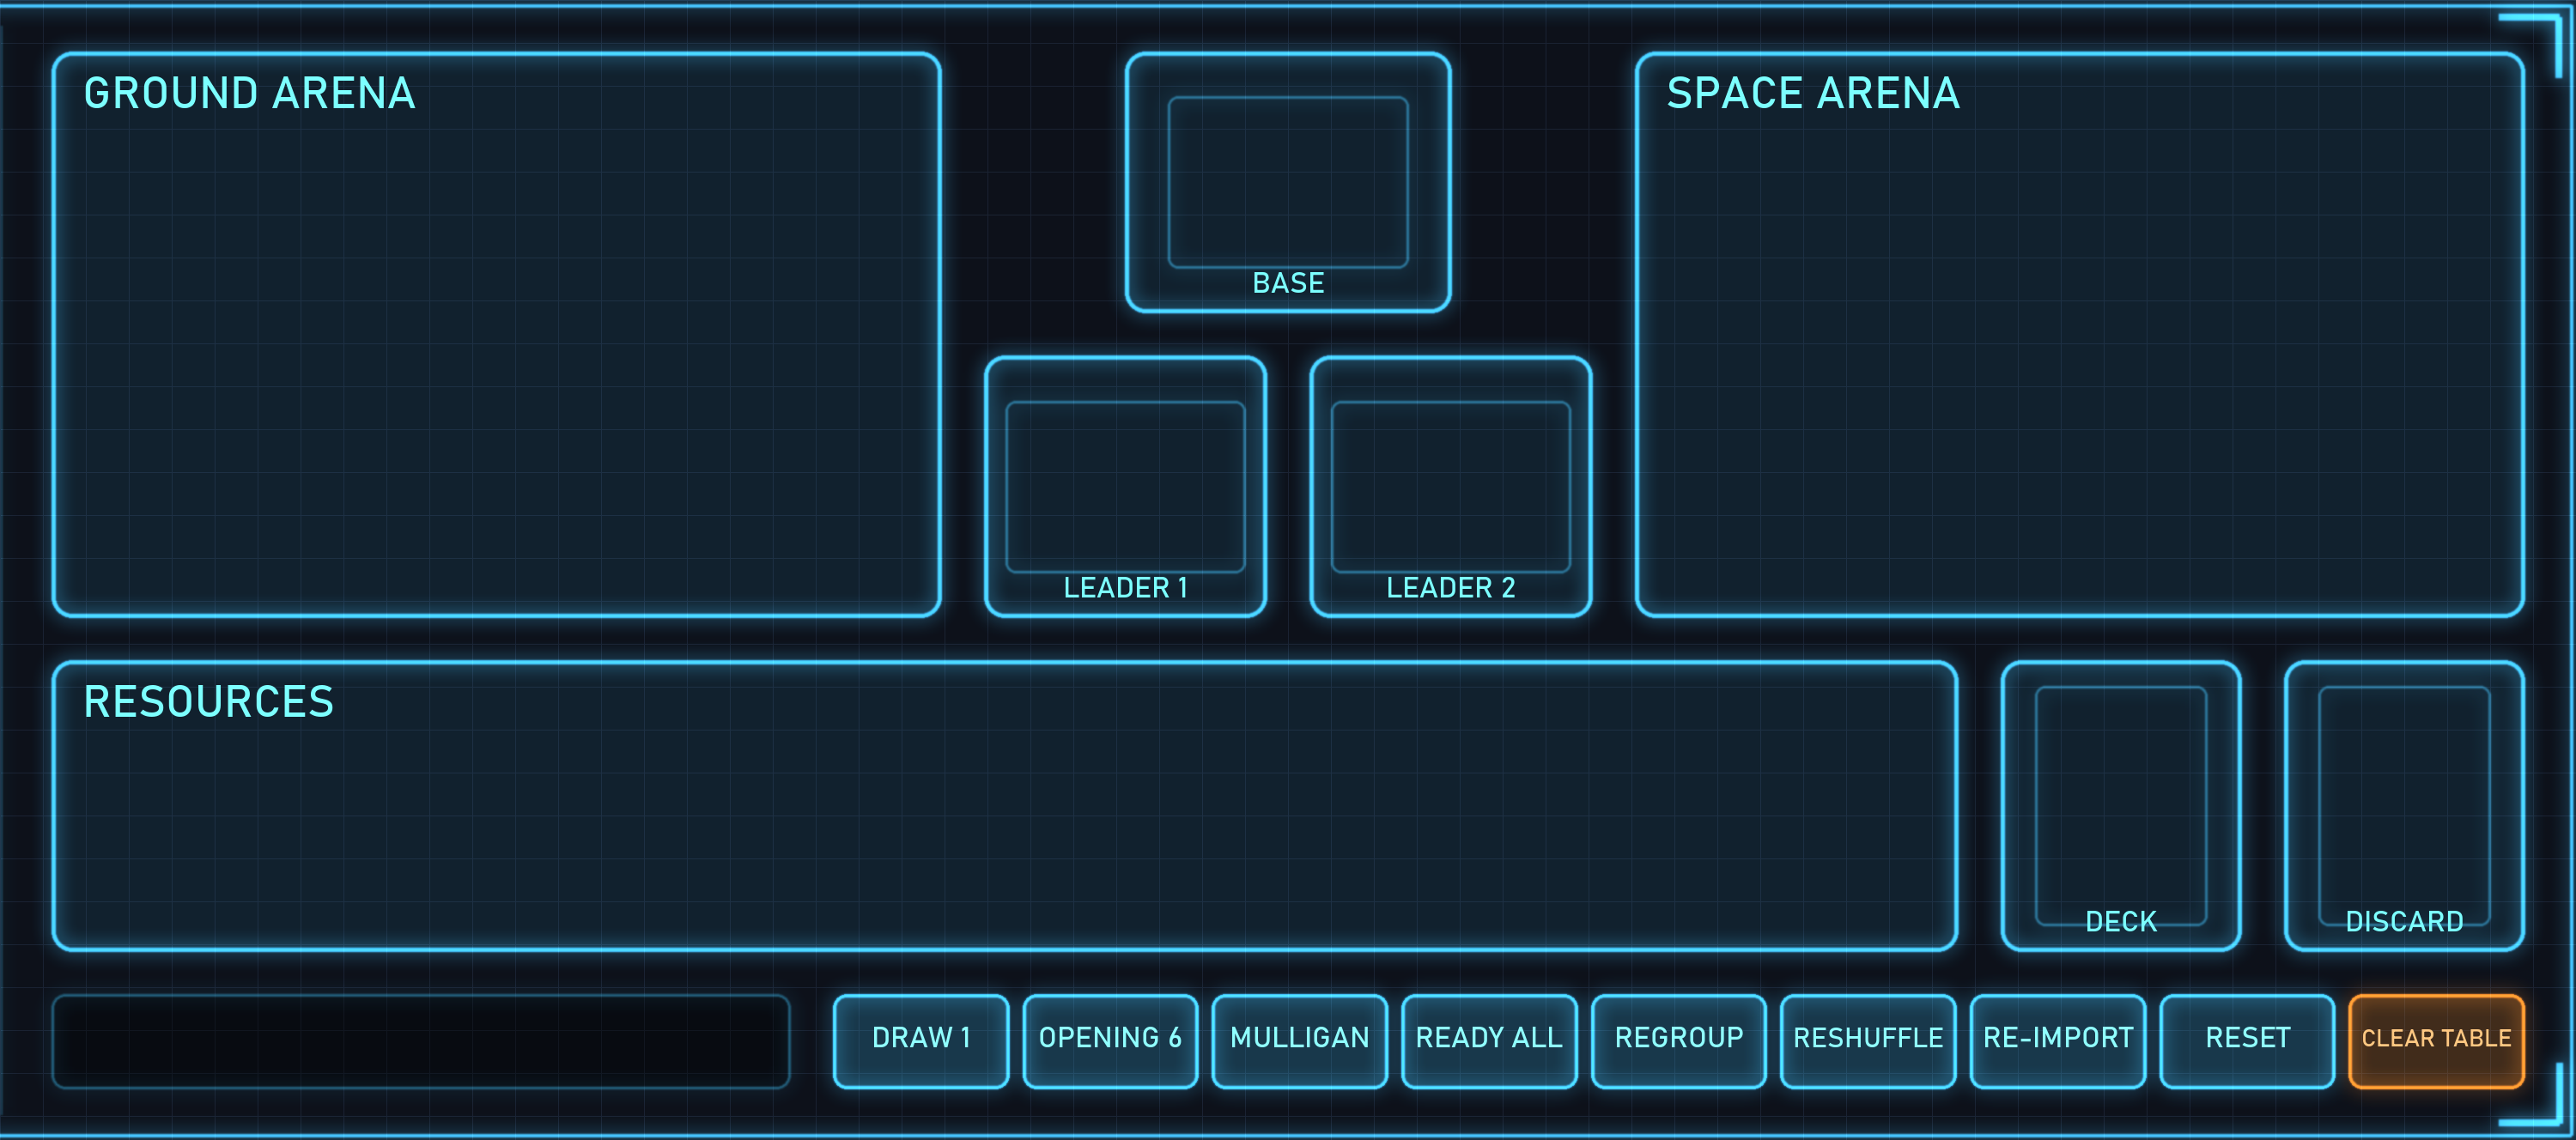 GROUND ARENA
BASE
SPACE ARENA
LEADER 1
LEADER 2
RESOURCES
DECK
DISCARD
DRAW 1
OPENING 6
MULLIGAN
READY ALL
REGROUP
RESHUFFLE
RE-IMPORT
RESET
CLEAR TABLE